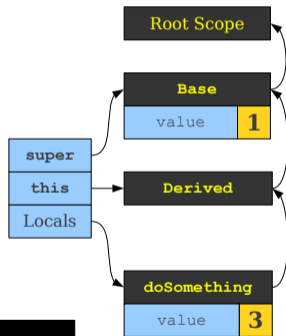 Root Scope
Base
value 1
super
this
Derived
Locals
doSomething
value 3